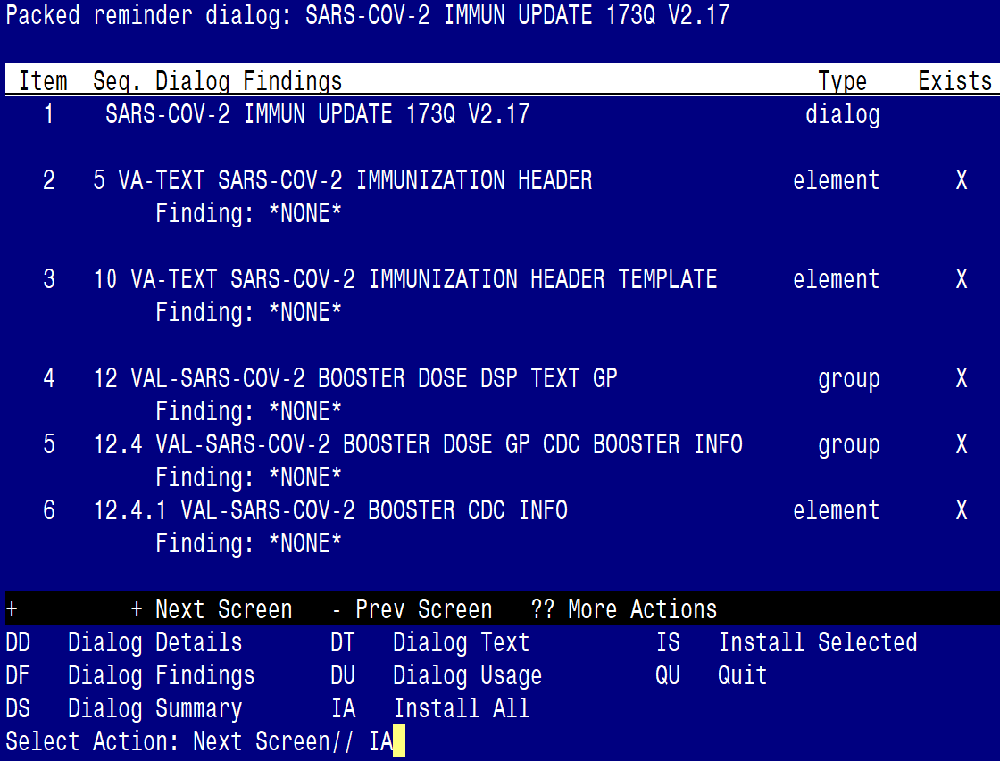 Packed reminder dialog: SARS-COV-2 IMMUN UPDATE 173Q V2.17
Item Seq. Dialog Findings Type Exists
1 SARS-COV-2 IMMUN UPDATE 173Q V2.17 dialog
2 5 VA-TEXT SARS-COV-2 IMMUNIZATION HEADER element X
Finding: *NONE*
3 10 VA-TEXT SARS-COV-2 IMMUNIZATION HEADER TEMPLATE element X
Finding: *NONE*
4 12 VAL-SARS-COV-2 BOOSTER DOSE DSP TEXT GP group X
Finding: *NONE*
5 12.4 VAL-SARS-COV-2 BOOSTER DOSE GP CDC BOOSTER INFO group X
Finding: *NONE*
6 12.4.1 VAL-SARS-COV-2 BOOSTER CDC INFO element X
Finding: *NONE*
+ + Next Screen - Prev Screen ?? More Actions
DD Dialog Details DT Dialog Text IS Install Selected
DF Dialog Findings DU Dialog Usage QU Quit
DS Dialog Summary IA Install All
Select Action: Next Screen// IA